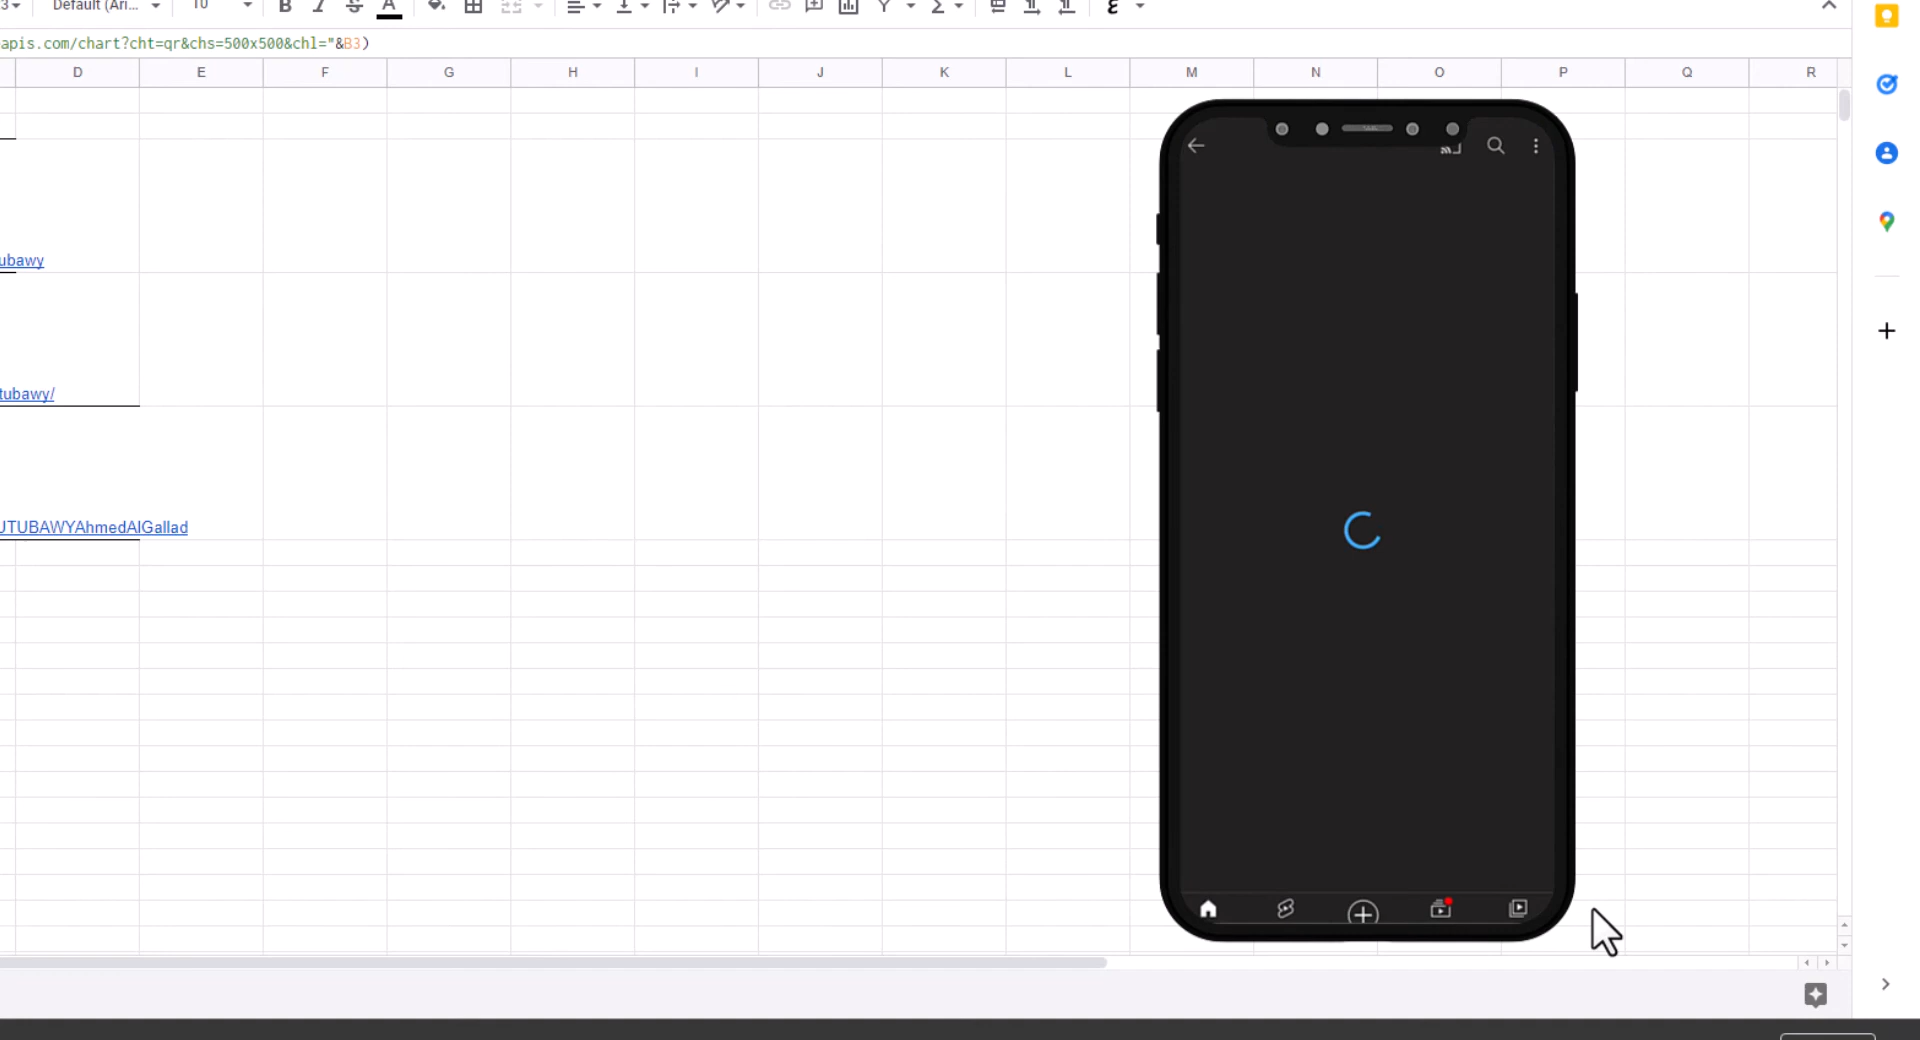 Default (Ari... 10 B I S A Σ
apis.com/chart?cht=qr&chs=500x500&chl="&B3)
D E F G H I J K L M N O P Q R
ubawy
tubawy/
UTUBAWYAhmedAlGallad